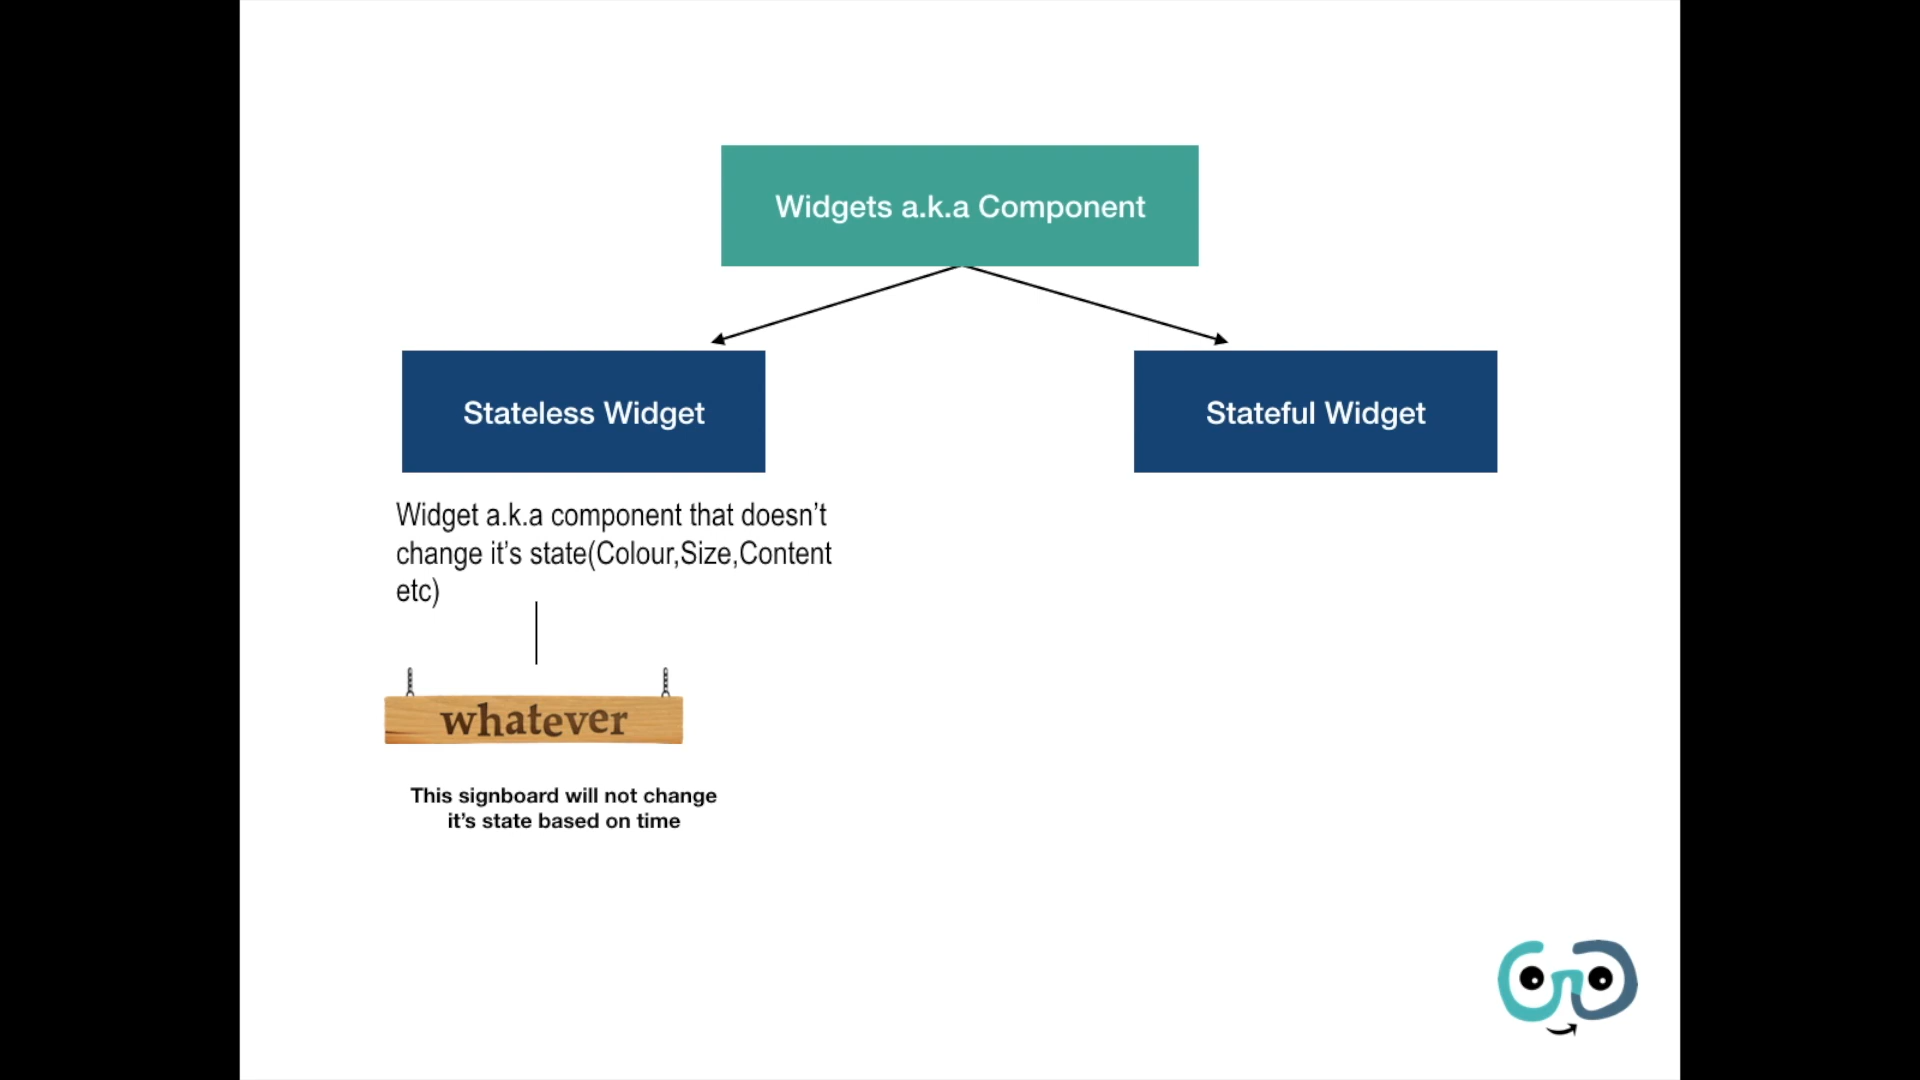 Widgets a.k.a Component
Stateless Widget
Stateful Widget
Widget a.k.a component that doesn’t
change it’s state(Colour,Size,Content
etc)
whatever
This signboard will not change
it’s state based on time